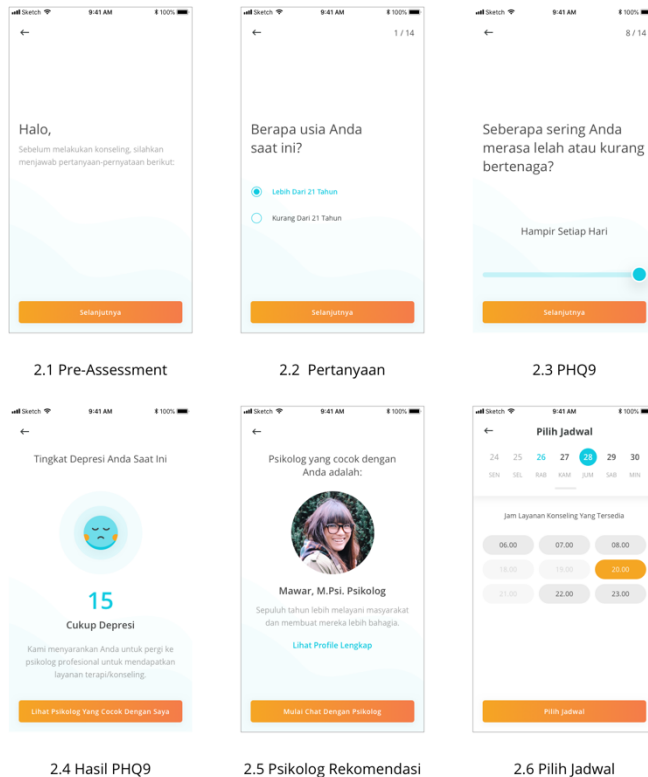 Sketch 9:41 AM 100%
Halo,
Sebelum melakukan konseling, silahkan
menjawab pertanyaan-pernyataan berikut:
Selanjutnya
2.1 Pre-Assessment
Sketch 9:41 AM 100%
1 / 14
Berapa usia Anda
saat ini?
Lebih Dari 21 Tahun
Kurang Dari 21 Tahun
Selanjutnya
2.2 Pertanyaan
Sketch 9:41 AM 100%
8 / 14
Seberapa sering Anda
merasa lelah atau kurang
bertenaga?
Hampir Setiap Hari
Selanjutnya
2.3 PHQ9
Sketch 9:41 AM 100%
Tingkat Depresi Anda Saat Ini
15
Cukup Depresi
Kami menyarankan Anda untuk pergi ke
psikolog profesional untuk mendapatkan
layanan terapi/konseling.
Lihat Psikolog Yang Cocok Dengan Saya
2.4 Hasil PHQ9
Sketch 9:41 AM 100%
Psikolog yang cocok dengan
Anda adalah:
Mawar, M.Psi. Psikolog
Sepuluh tahun lebih melayani masyarakat
dan membuat mereka lebih bahagia.
Lihat Profile Lengkap
Mulai Chat Dengan Psikolog
2.5 Psikolog Rekomendasi
Sketch 9:41 AM 100%
Pilih Jadwal
24 25 26 27 28 29 30
SEN SEL RAB KAM JUM SAB MIN
Jam Layanan Konseling Yang Tersedia
06.00 07.00 08.00
18.00 19.00 20.00
21.00 22.00 23.00
Pilih Jadwal
2.6 Pilih Jadwal